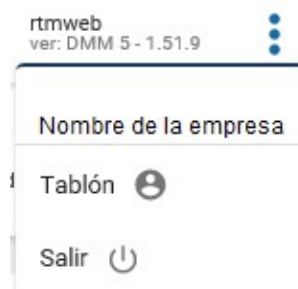 rtmweb
ver: DMM 5 - 1.51.9
Nombre de la empresa
Tablón
Salir